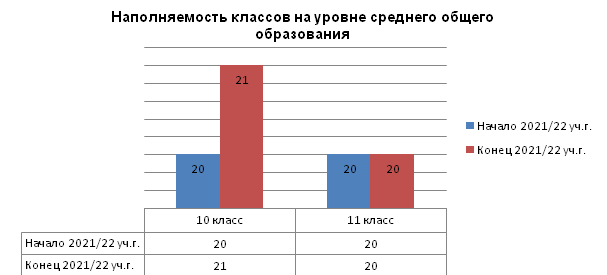 Наполняемость классов на уровне среднего общего
образования
21
20
20 20
Начало 2021/22 уч.г.
Конец 2021/22 уч.г.
10 класс 11 класс
Начало 2021/22 уч.г. 20 20
Конец 2021/22 уч.г. 21 20